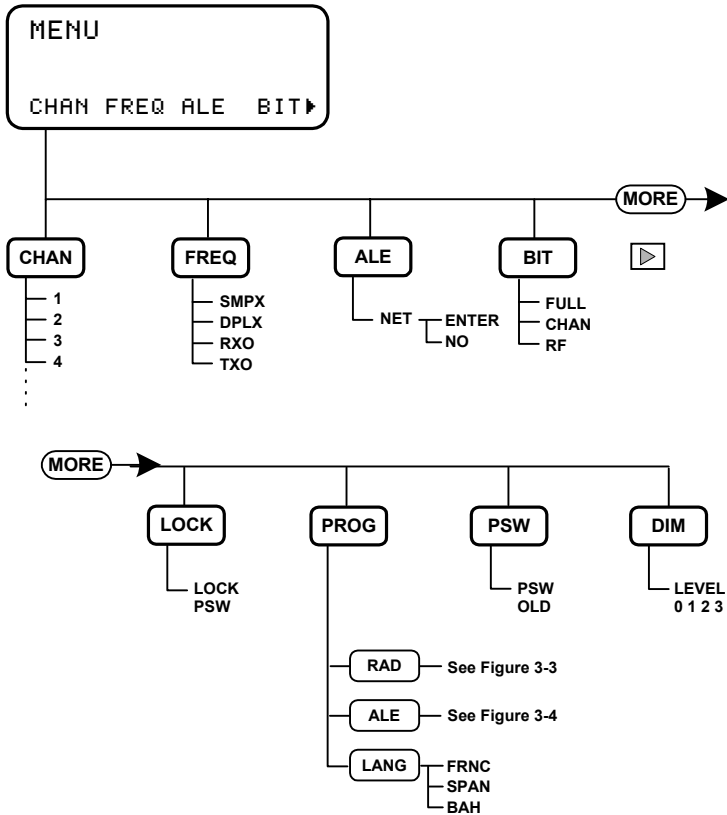 MENU
CHAN FREQ ALE BIT
MORE
CHAN FREQ ALE BIT
1
2
3
4
SMPX
DPLX
RXO
TXO
NET
ENTER
NO
FULL
CHAN
RF
MORE
LOCK PROG PSW DIM
LOCK
PSW
PSW
OLD
LEVEL
0 1 2 3
RAD See Figure 3-3
ALE See Figure 3-4
LANG
FRNC
SPAN
BAH